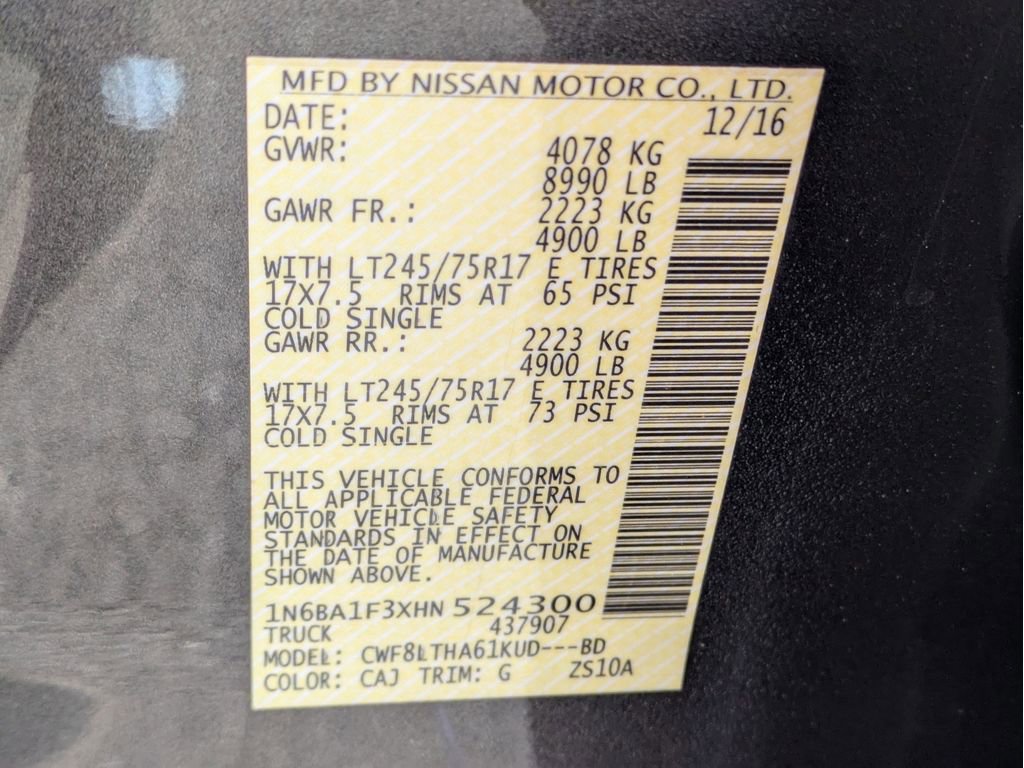 MFD BY NISSAN MOTOR CO., LTD.
DATE: 12/16
GVWR: 4078 KG
8990 LB
GAWR FR.: 2223 KG
4900 LB
WITH LT245/75R17 E TIRES
17X7.5 RIMS AT 65 PSI
COLD SINGLE
GAWR RR.: 2223 KG
4900 LB
WITH LT245/75R17 E TIRES
17X7.5 RIMS AT 73 PSI
COLD SINGLE
THIS VEHICLE CONFORMS TO
ALL APPLICABLE FEDERAL
MOTOR VEHICLE SAFETY
STANDARDS IN EFFECT ON
THE DATE OF MANUFACTURE
SHOWN ABOVE.
1N6BA1F3XHN524300
TRUCK 437907
MODEL: CWF8LTHA61KUD---BD
COLOR: CAJ TRIM: G ZS10A